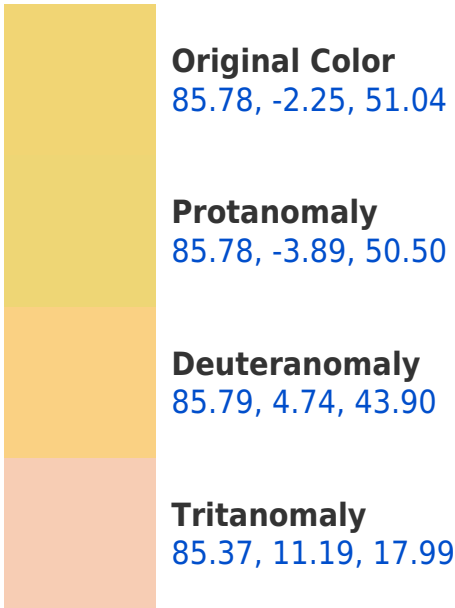 Original Color
85.78, -2.25, 51.04
Protanomaly
85.78, -3.89, 50.50
Deuteranomaly
85.79, 4.74, 43.90
Tritanomaly
85.37, 11.19, 17.99